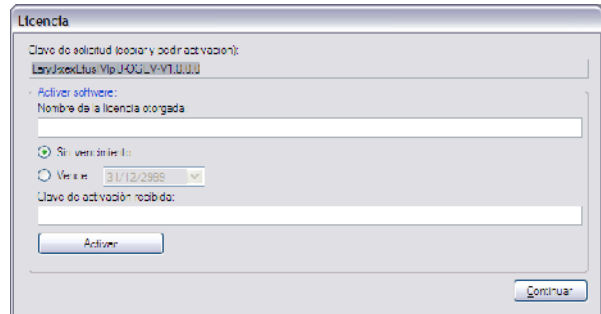 Licencia
Clave de solicitud (copiar y pedir activación):
Activar software:
Nombre de la licencia otorgada
Sin vencimiento
Vence 31/12/2999
Clave de activación recibida:
Activar
Continuar